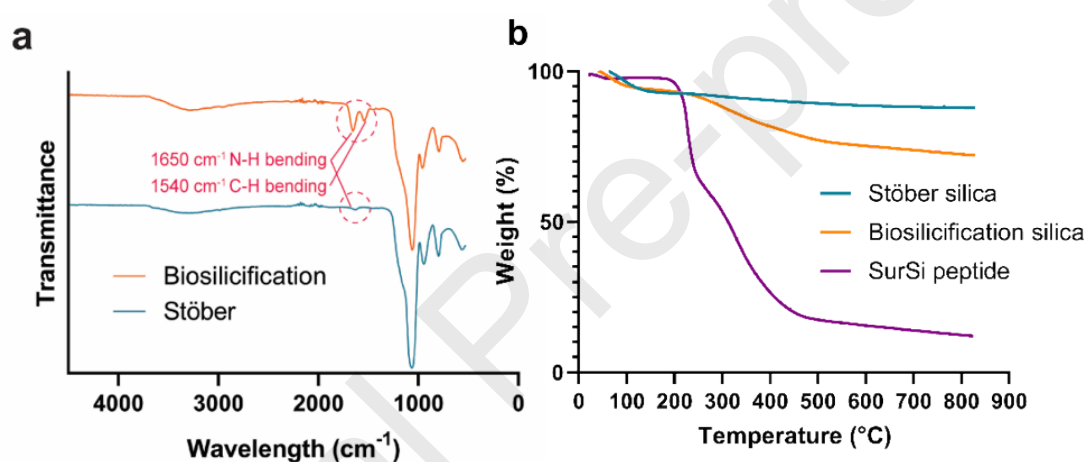 a
Transmittance
1650 cm⁻¹ N-H bending
1540 cm⁻¹ C-H bending
Biosilicification
Stöber
4000 3000 2000 1000 0
Wavelength (cm⁻¹)
b
Weight (%)
100
50
0
Stöber silica
Biosilicification silica
SurSi peptide
0 100 200 300 400 500 600 700 800 900
Temperature (°C)
Pre-pr